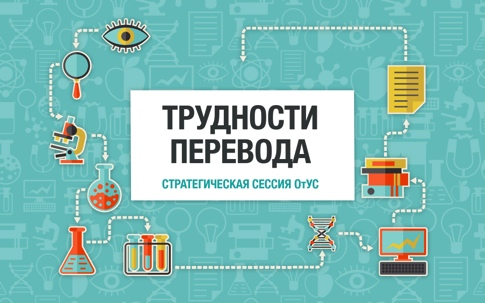 ТРУДНОСТИ
ПЕРЕВОДА
СТРАТЕГИЧЕСКАЯ СЕССИЯ ОтУС